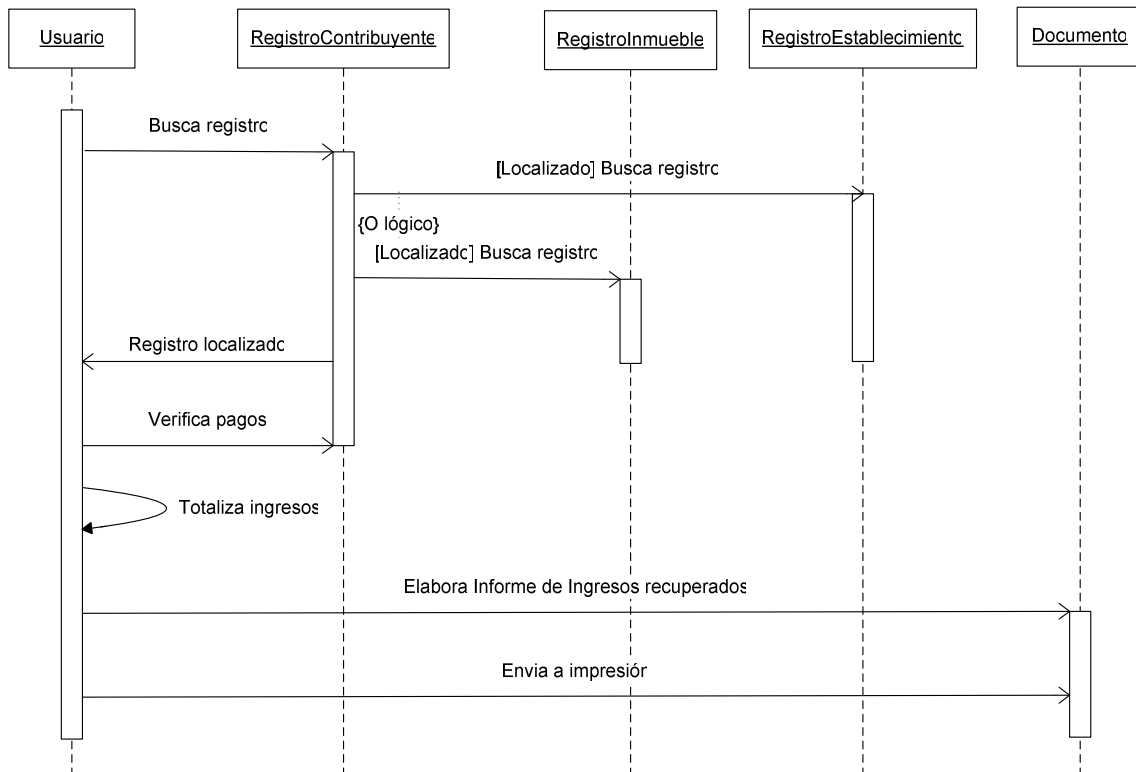 Usuario
RegistroContribuyente
RegistroInmueble
RegistroEstablecimiento
Documento
Busca registro
[Localizado] Busca registro
{O lógico}
[Localizado] Busca registro
Registro localizado
Verifica pagos
Totaliza ingresos
Elabora Informe de Ingresos recuperados
Envia a impresión